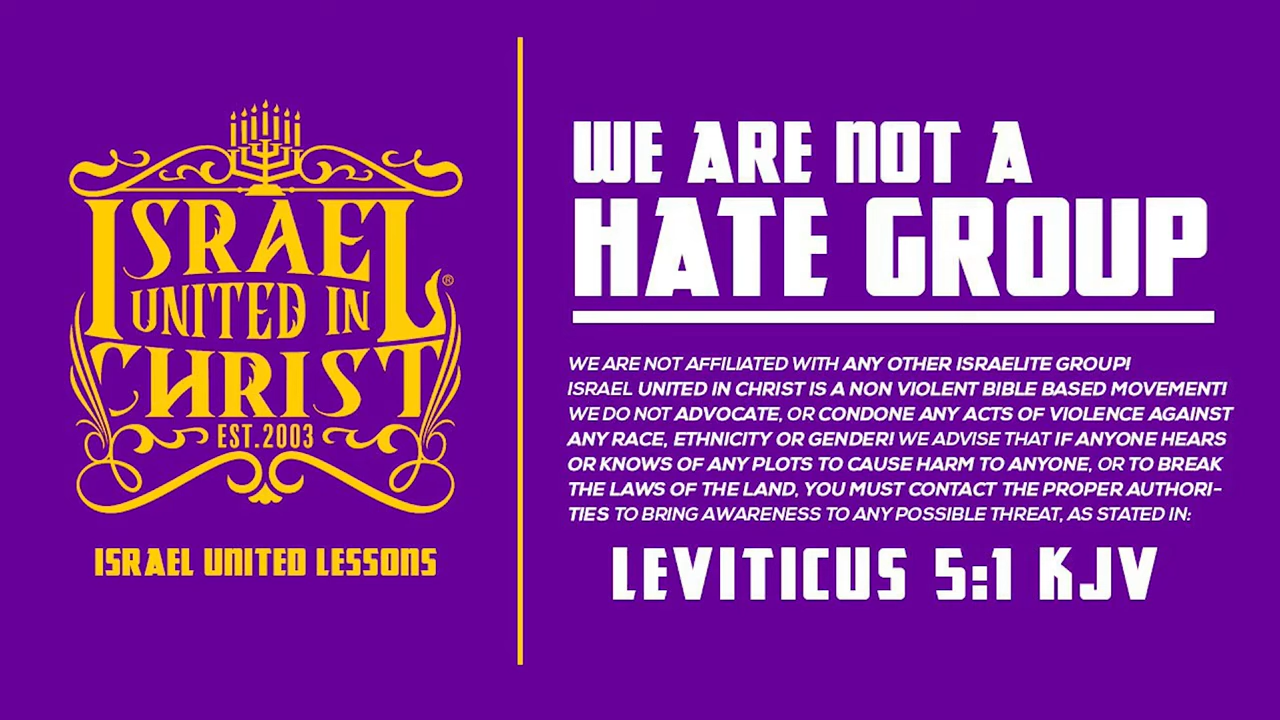 ISRAEL
UNITED IN
CHRIST
EST.2003
®
ISRAEL UNITED LESSONS
WE ARE NOT A
HATE GROUP
WE ARE NOT AFFILIATED WITH ANY OTHER ISRAELITE GROUP!
ISRAEL UNITED IN CHRIST IS A NON VIOLENT BIBLE BASED MOVEMENT!
WE DO NOT ADVOCATE, OR CONDONE ANY ACTS OF VIOLENCE AGAINST
ANY RACE, ETHNICITY OR GENDER! WE ADVISE THAT IF ANYONE HEARS
OR KNOWS OF ANY PLOTS TO CAUSE HARM TO ANYONE, OR TO BREAK
THE LAWS OF THE LAND, YOU MUST CONTACT THE PROPER AUTHORI-
TIES TO BRING AWARENESS TO ANY POSSIBLE THREAT, AS STATED IN:
LEVITICUS 5:1 KJV